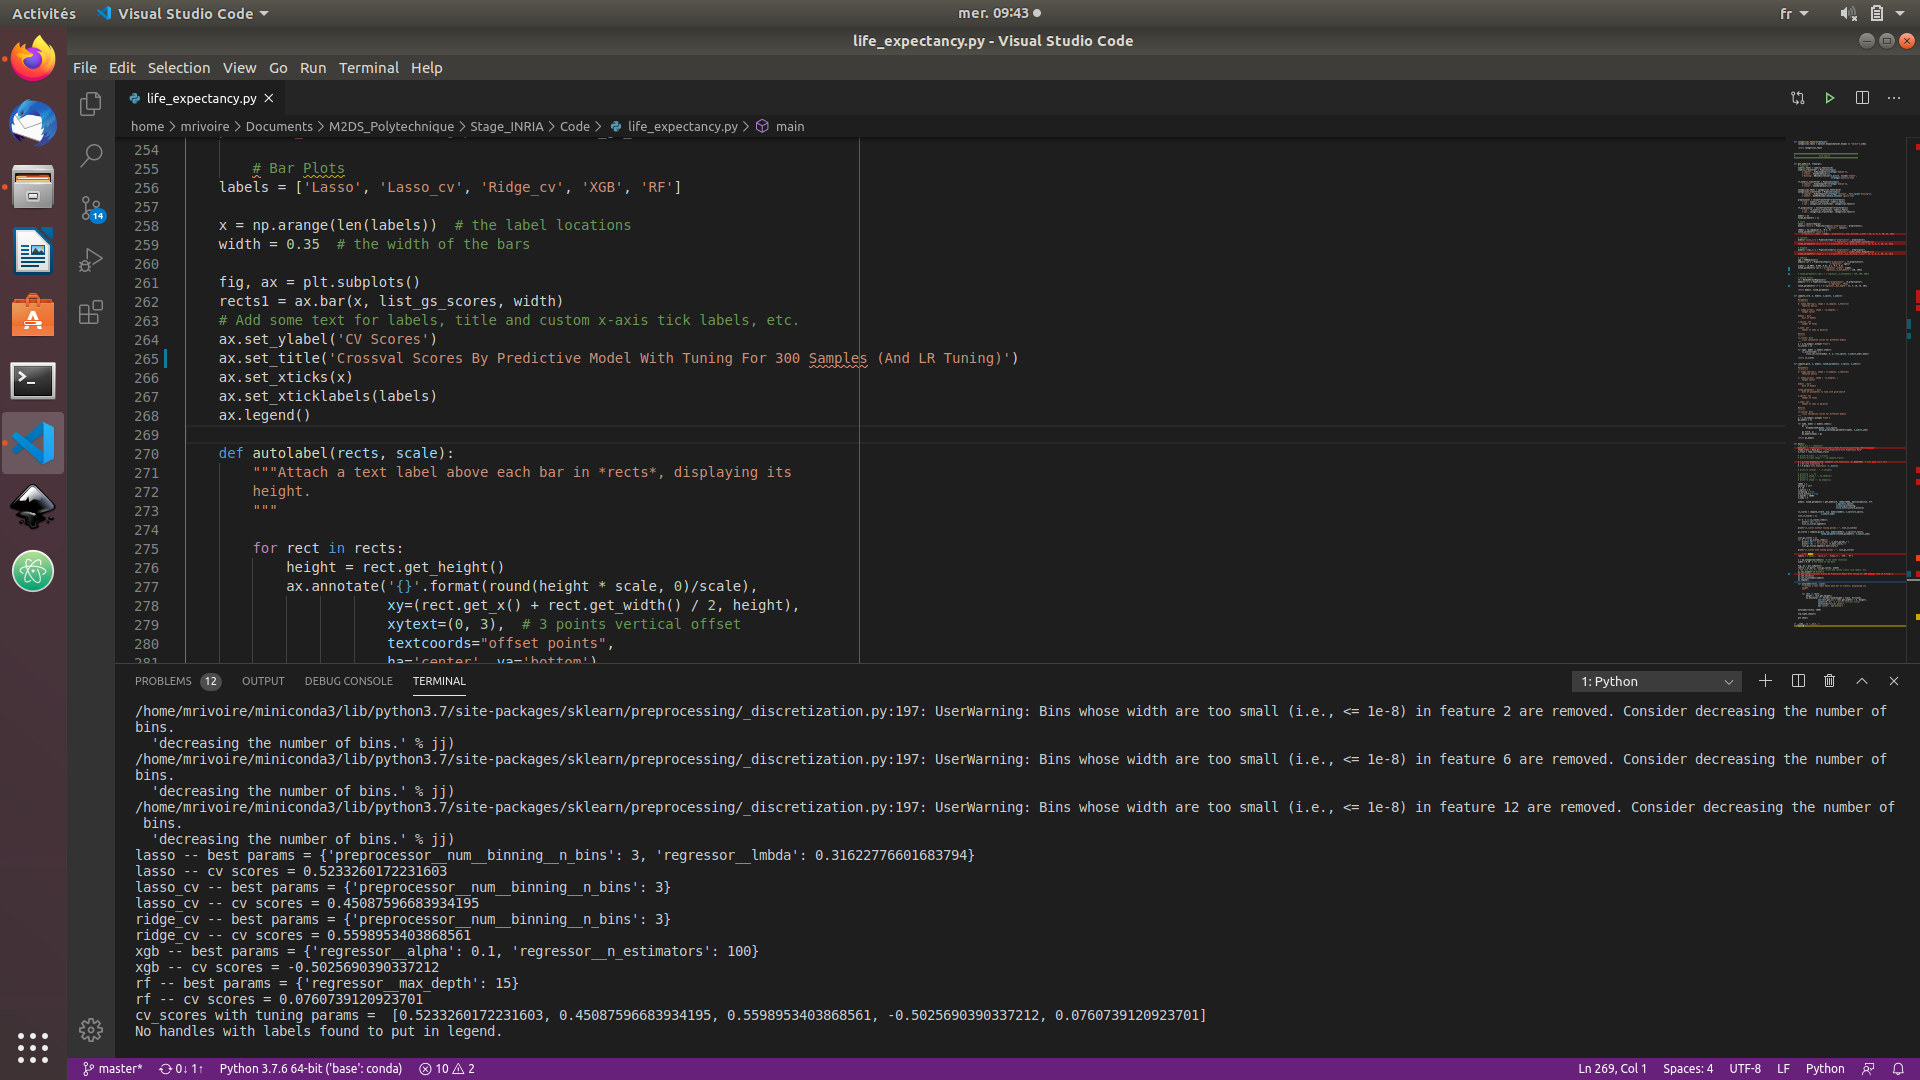 Activités
Visual Studio Code
mer. 09:43
fr
life_expectancy.py - Visual Studio Code
File Edit Selection View Go Run Terminal Help
life_expectancy.py
home > mrivoire > Documents > M2DS_Polytechnique > Stage_INRIA > Code > life_expectancy.py > main
14
254
255 # Bar Plots
256 labels = ['Lasso', 'Lasso_cv', 'Ridge_cv', 'XGB', 'RF']
257
258 x = np.arange(len(labels))  # the label locations
259 width = 0.35  # the width of the bars
260
261 fig, ax = plt.subplots()
262 rects1 = ax.bar(x, list_gs_scores, width)
263 # Add some text for labels, title and custom x-axis tick labels, etc.
264 ax.set_ylabel('CV Scores')
265 ax.set_title('Crossval Scores By Predictive Model With Tuning For 300 Samples (And LR Tuning)')
266 ax.set_xticks(x)
267 ax.set_xticklabels(labels)
268 ax.legend()
269
270 def autolabel(rects, scale):
271 """Attach a text label above each bar in *rects*, displaying its
272 height.
273 """
274
275 for rect in rects:
276 height = rect.get_height()
277 ax.annotate('{}'.format(round(height * scale, 0)/scale),
278 xy=(rect.get_x() + rect.get_width() / 2, height),
279 xytext=(0, 3),  # 3 points vertical offset
280 textcoords="offset points",
281 ha='center', va='bottom')
PROBLEMS 12 OUTPUT DEBUG CONSOLE TERMINAL
1: Python
/home/mrivoire/miniconda3/lib/python3.7/site-packages/sklearn/preprocessing/_discretization.py:197: UserWarning: Bins whose width are too small (i.e., <= 1e-8) in feature 2 are removed. Consider decreasing the number of
bins.
'decreasing the number of bins.' % jj)
/home/mrivoire/miniconda3/lib/python3.7/site-packages/sklearn/preprocessing/_discretization.py:197: UserWarning: Bins whose width are too small (i.e., <= 1e-8) in feature 6 are removed. Consider decreasing the number of
bins.
'decreasing the number of bins.' % jj)
/home/mrivoire/miniconda3/lib/python3.7/site-packages/sklearn/preprocessing/_discretization.py:197: UserWarning: Bins whose width are too small (i.e., <= 1e-8) in feature 12 are removed. Consider decreasing the number of
bins.
'decreasing the number of bins.' % jj)
lasso -- best params = {'preprocessor__num__binning__n_bins': 3, 'regressor__lmbda': 0.31622776601683794}
lasso -- cv scores = 0.5233260172231603
lasso_cv -- best params = {'preprocessor__num__binning__n_bins': 3}
lasso_cv -- cv scores = 0.45087596683934195
ridge_cv -- best params = {'preprocessor__num__binning__n_bins': 3}
ridge_cv -- cv scores = 0.5598953403868561
xgb -- best params = {'regressor__alpha': 0.1, 'regressor__n_estimators': 100}
xgb -- cv scores = -0.5025690390337212
rf -- best params = {'regressor__max_depth': 15}
rf -- cv scores = 0.0760739120923701
cv_scores with tuning params =  [0.5233260172231603, 0.45087596683934195, 0.5598953403868561, -0.5025690390337212, 0.0760739120923701]
No handles with labels found to put in legend.
master* 0↓ 1↑ Python 3.7.6 64-bit ('base': conda) 10 2
Ln 269, Col 1 Spaces: 4 UTF-8 LF Python